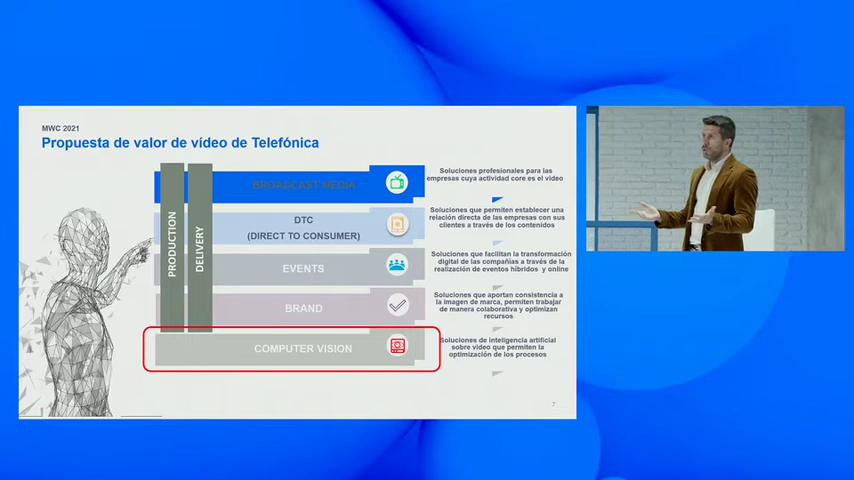 MWC 2021
Propuesta de valor de vídeo de Telefónica
PRODUCTION
DELIVERY
BROADCAST MEDIA
Soluciones profesionales para las
empresas cuya actividad core es el video
DTC
(DIRECT TO CONSUMER)
Soluciones que permiten establecer una
relación directa de las empresas con sus
clientes a través de los contenidos
EVENTS
Soluciones que facilitan la transformación
digital de las compañías a través de la
realización de eventos híbridos y online
BRAND
Soluciones que aportan consistencia a
la imagen de marca, permiten trabajar
de manera colaborativa y optimizan
recursos
COMPUTER VISION
Soluciones de inteligencia artificial
sobre vídeo que permiten la
optimización de los procesos
7